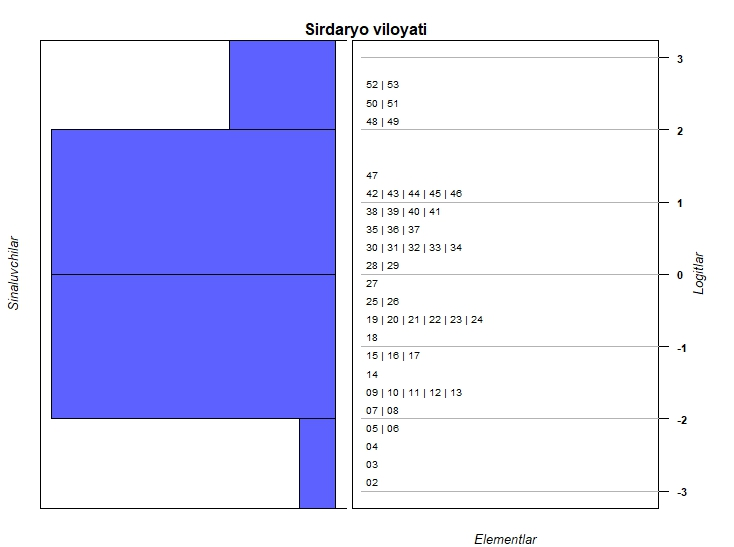 Sirdaryo viloyati
3
52 | 53
50 | 51
48 | 49
2
47
42 | 43 | 44 | 45 | 46
1
38 | 39 | 40 | 41
35 | 36 | 37
30 | 31 | 32 | 33 | 34
28 | 29
0
27
25 | 26
19 | 20 | 21 | 22 | 23 | 24
18
-1
15 | 16 | 17
14
09 | 10 | 11 | 12 | 13
07 | 08
-2
05 | 06
04
03
02
-3
Sinaluvchilar
Logitlar
Elementlar